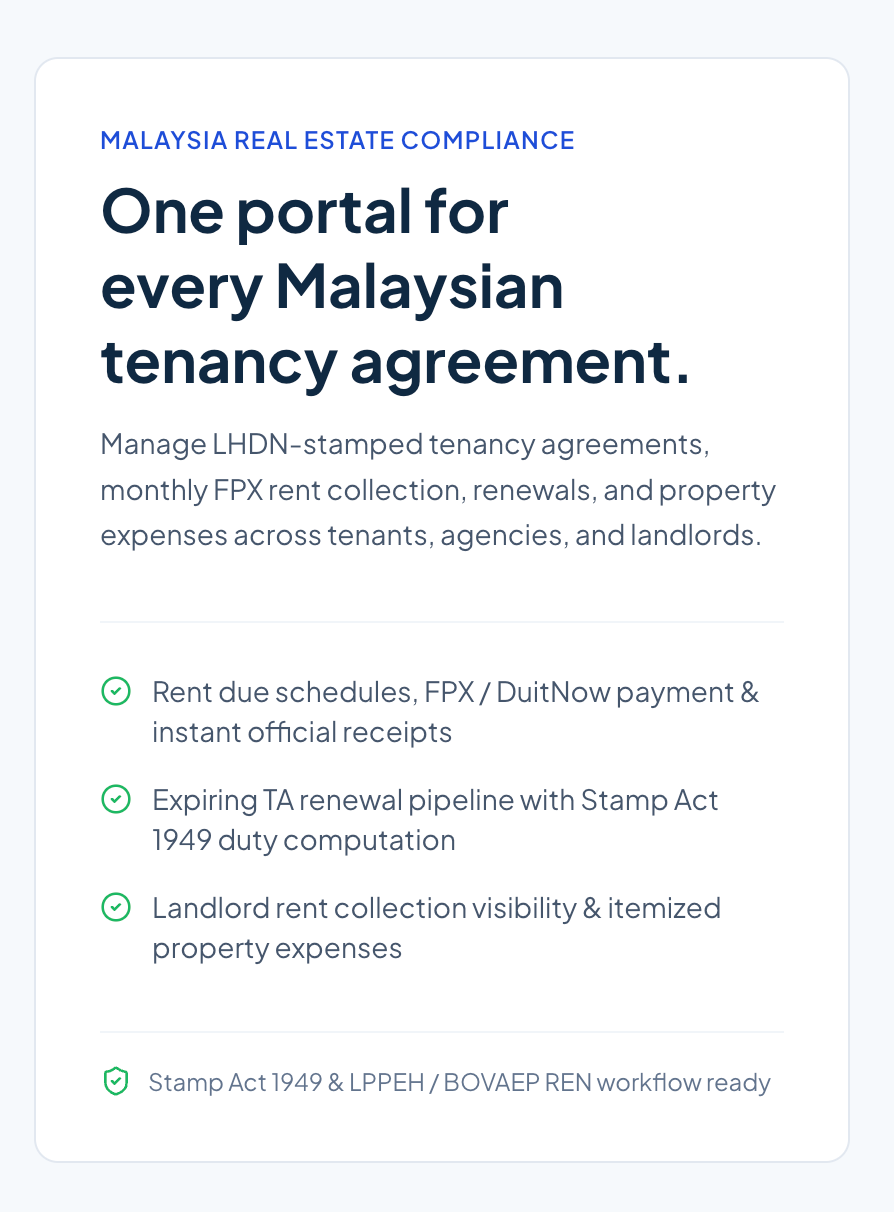 MALAYSIA REAL ESTATE COMPLIANCE
One portal for
every Malaysian
tenancy agreement.
Manage LHDN-stamped tenancy agreements,
monthly FPX rent collection, renewals, and property
expenses across tenants, agencies, and landlords.
Rent due schedules, FPX / DuitNow payment &
instant official receipts
Expiring TA renewal pipeline with Stamp Act
1949 duty computation
Landlord rent collection visibility & itemized
property expenses
Stamp Act 1949 & LPPEH / BOVAEP REN workflow ready